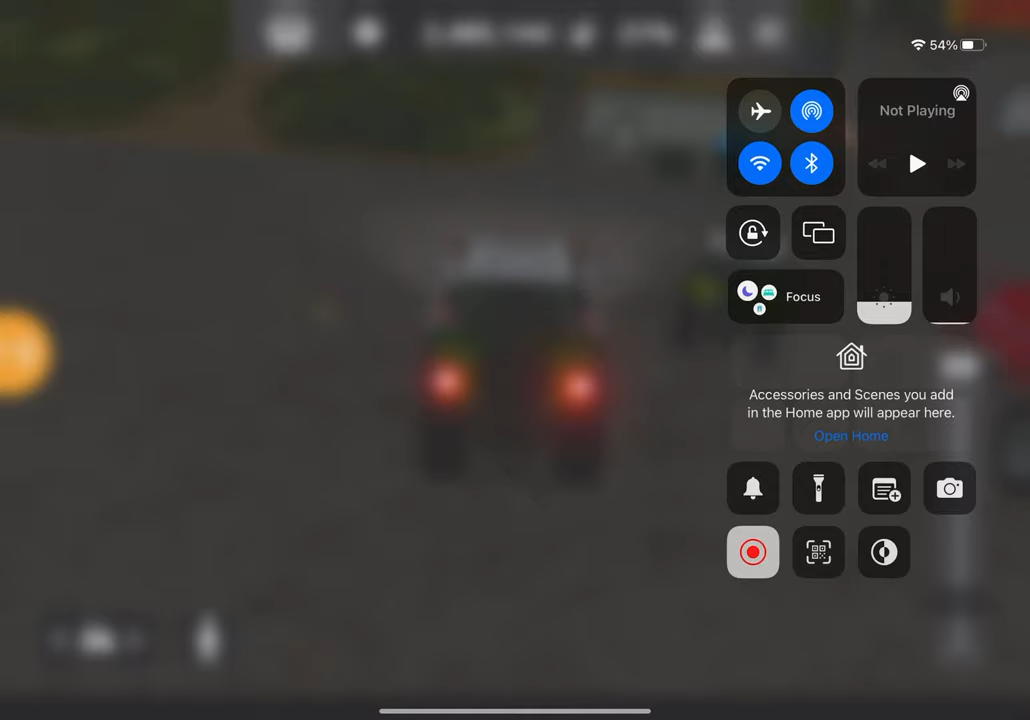 54%
Not Playing
Focus
Accessories and Scenes you add
in the Home app will appear here.
Open Home